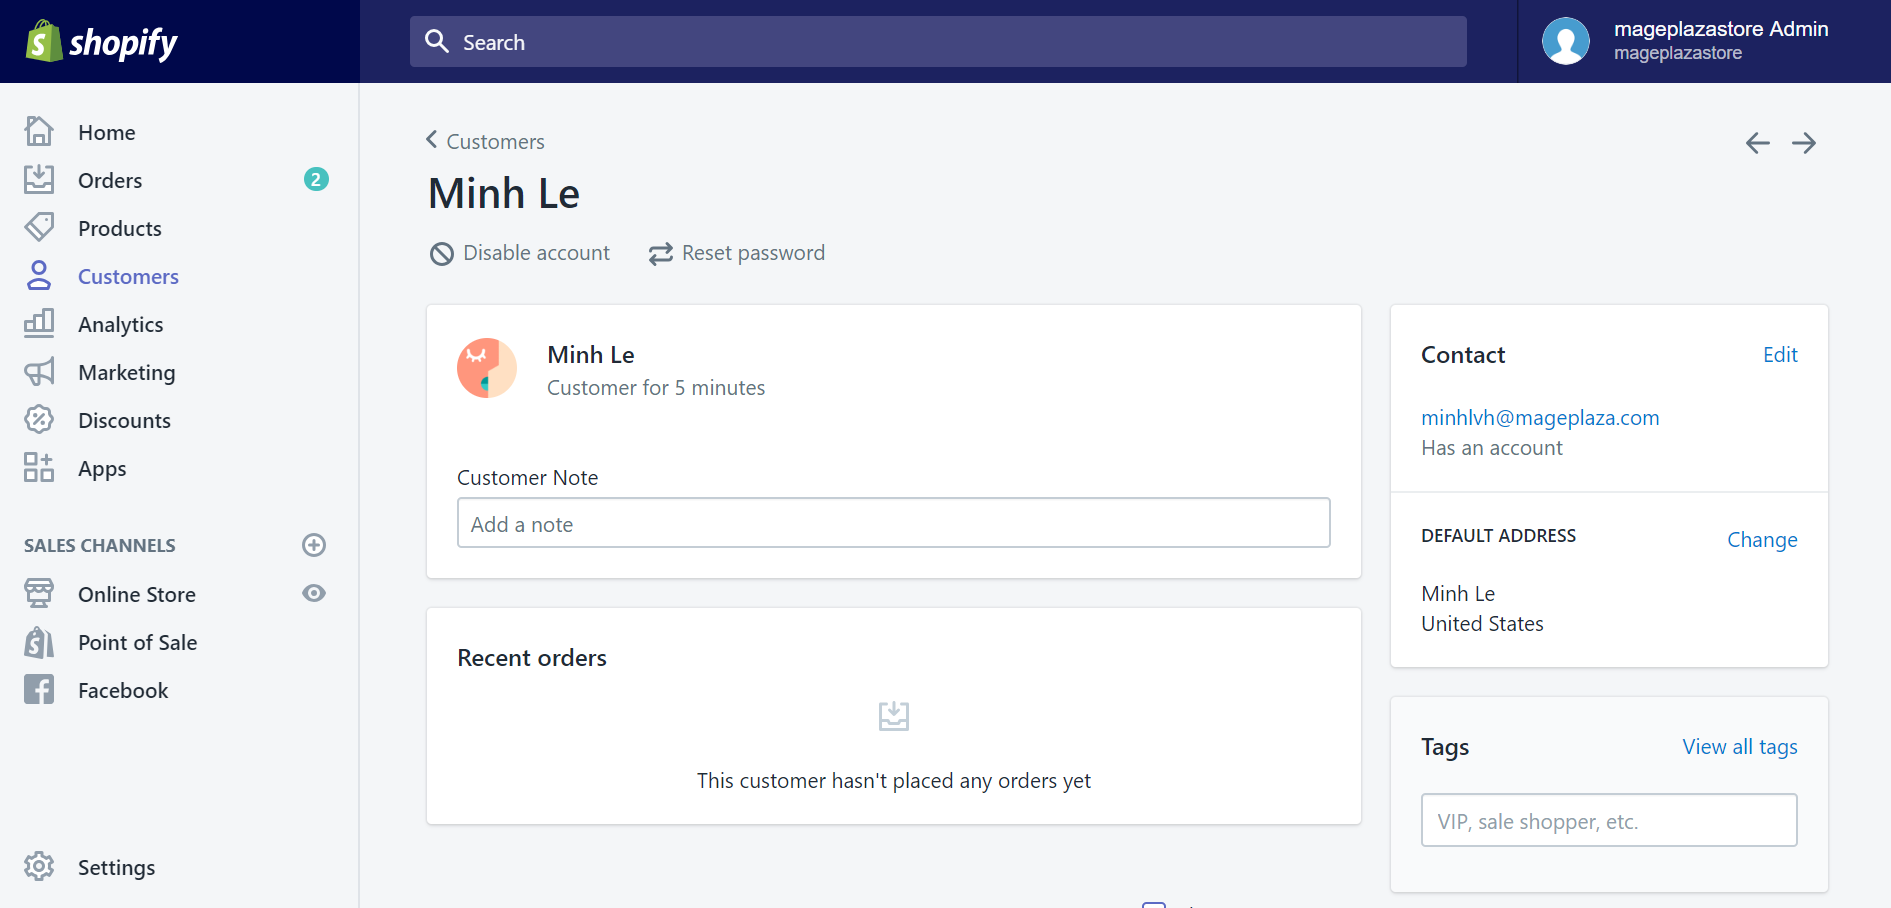 shopify
Search
mageplazastore Admin
mageplazastore
Home
Orders
2
Products
Customers
Analytics
Marketing
Discounts
Apps
SALES CHANNELS
Online Store
Point of Sale
Facebook
Settings
Customers
Minh Le
Disable account
Reset password
Minh Le
Customer for 5 minutes
Customer Note
Add a note
Recent orders
This customer hasn't placed any orders yet
Contact
Edit
minhlvh@mageplaza.com
Has an account
DEFAULT ADDRESS
Change
Minh Le
United States
Tags
View all tags
VIP, sale shopper, etc.